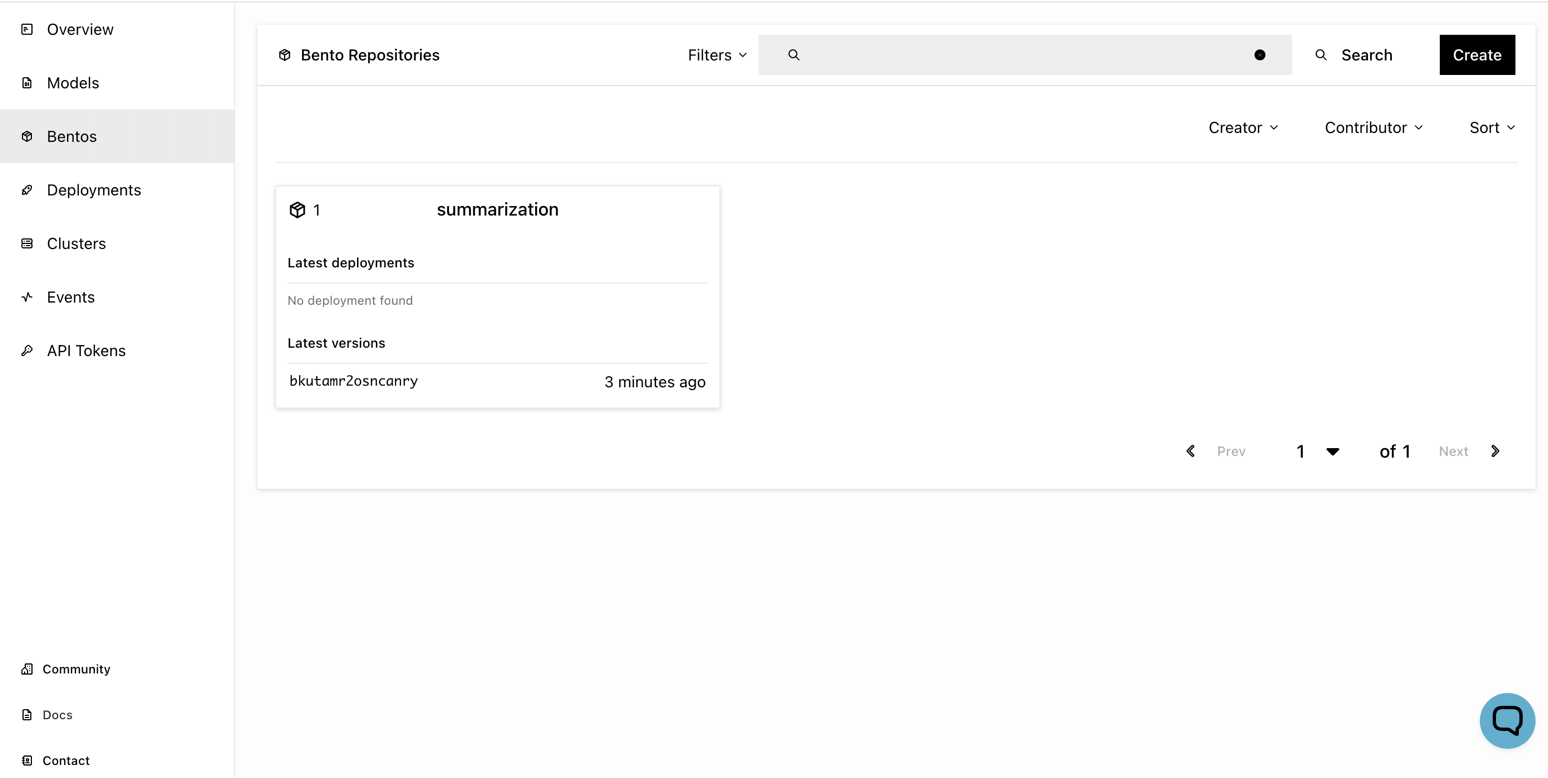 Overview
Models
Bentos
Deployments
Clusters
Events
API Tokens
Community
Docs
Contact
Bento Repositories
Filters
Search
Create
Creator
Contributor
Sort
1 summarization
Latest deployments
No deployment found
Latest versions
bkutamr2osncanry 3 minutes ago
Prev 1 of 1 Next